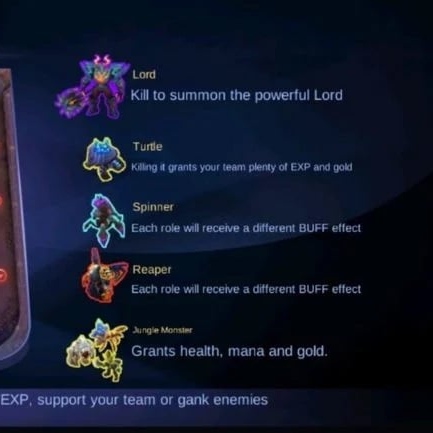 Lord
Kill to summon the powerful Lord
Turtle
Killing it grants your team plenty of EXP and gold
Spinner
Each role will receive a different BUFF effect
Reaper
Each role will receive a different BUFF effect
Jungle Monster
Grants health, mana and gold.
EXP, support your team or gank enemies